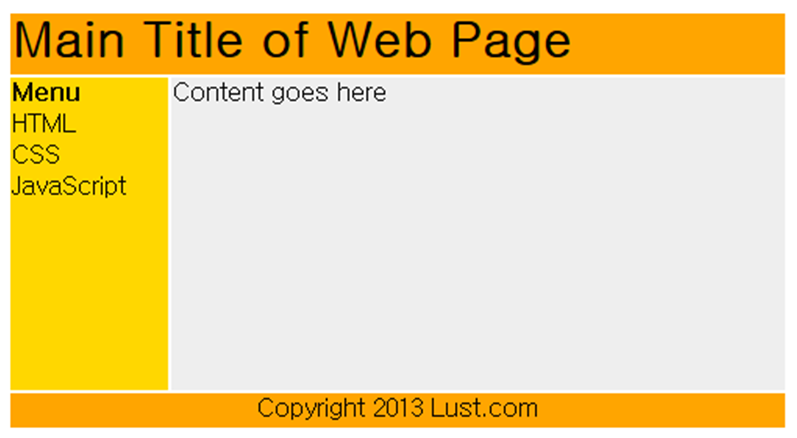 Main Title of Web Page
Menu
HTML
CSS
JavaScript
Content goes here
Copyright 2013 Lust.com